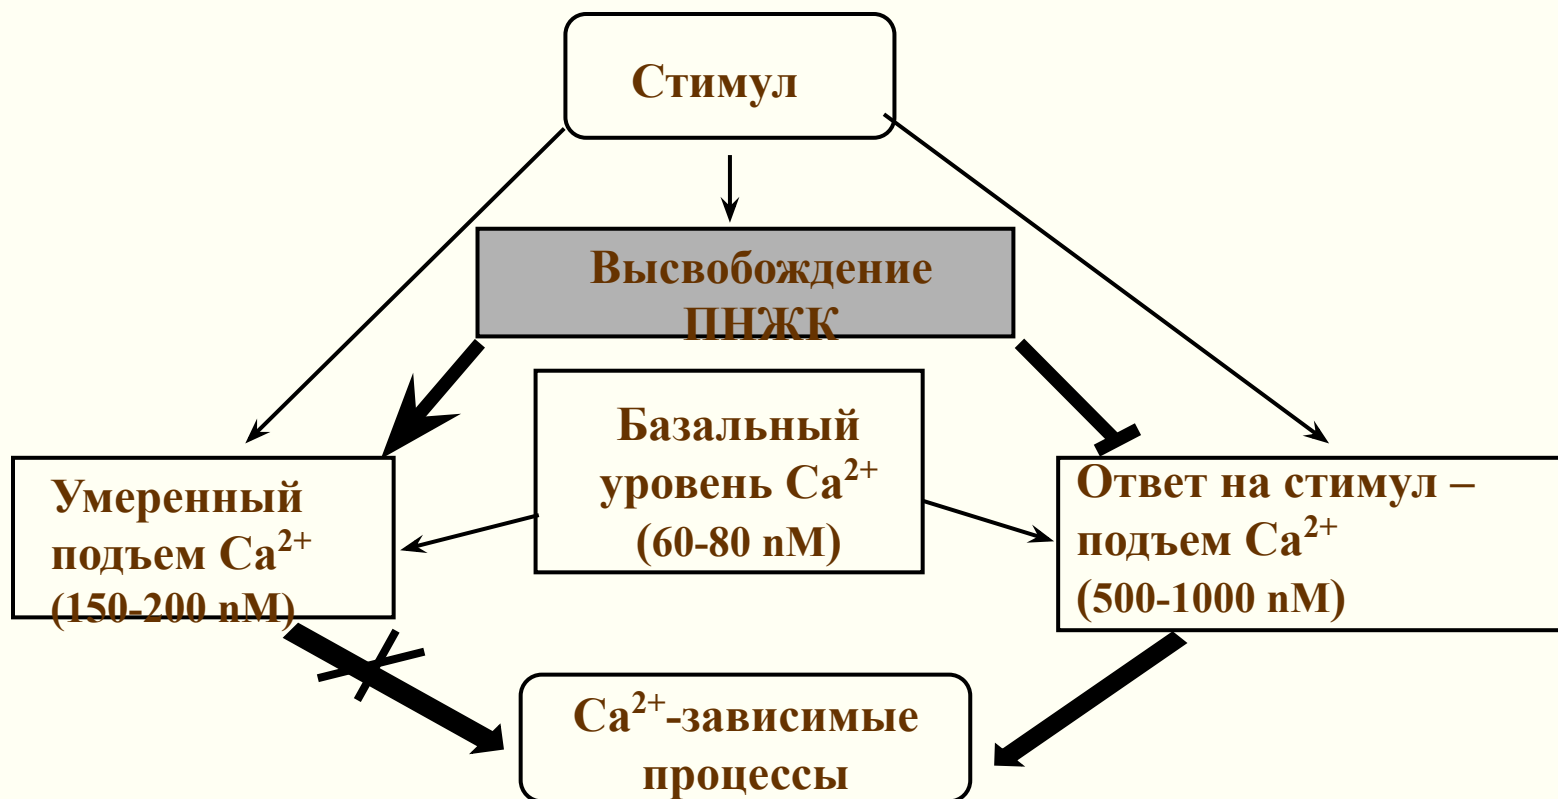 Стимул
Высвобождение
ПНЖК
Базальный
уровень Ca²⁺
(60-80 nM)
Умеренный
подъем Ca²⁺
(150-200 nM)
Ответ на стимул –
подъем Ca²⁺
(500-1000 nM)
Ca²⁺-зависимые
процессы